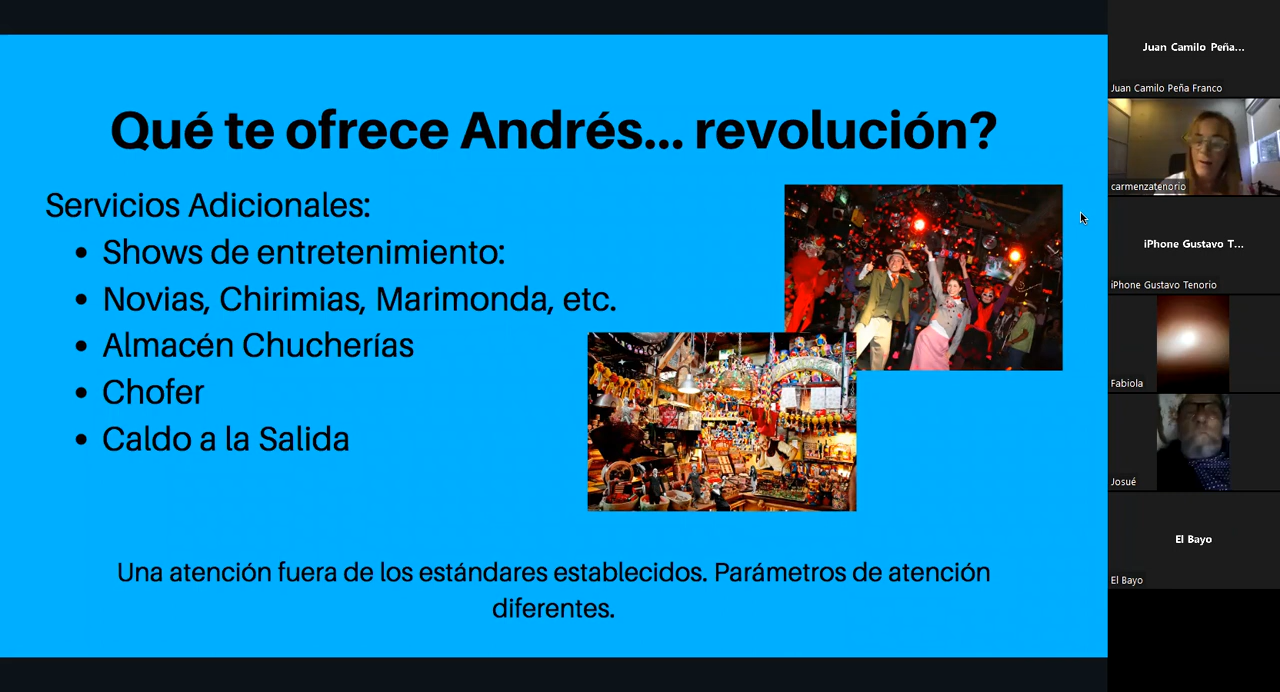 Qué te ofrece Andrés... revolución?
Servicios Adicionales:
• Shows de entretenimiento:
• Novias, Chirimias, Marimonda, etc.
• Almacén Chucherías
• Chofer
• Caldo a la Salida
Una atención fuera de los estándares establecidos. Parámetros de atención
diferentes.
Juan Camilo Peña...
Juan Camilo Peña Franco
carmenzatenorio
iPhone Gustavo T...
iPhone Gustavo Tenorio
Fabiola
Josué
El Bayo
El Bayo